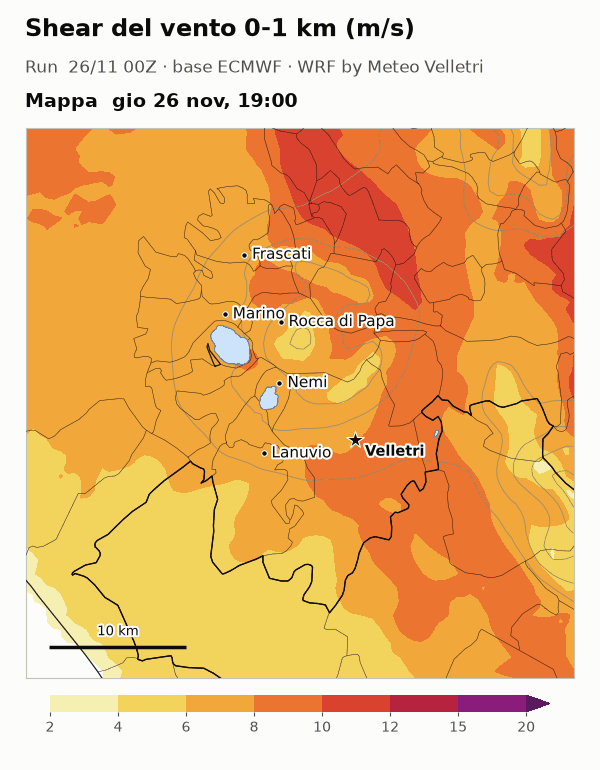 Shear del vento 0-1 km (m/s)
Run 26/11 00Z · base ECMWF · WRF by Meteo Velletri
Mappa gio 26 nov, 19:00
Frascati
Marino
Rocca di Papa
Nemi
Velletri
Lanuvio
10 km
2 4 6 8 10 12 15 20